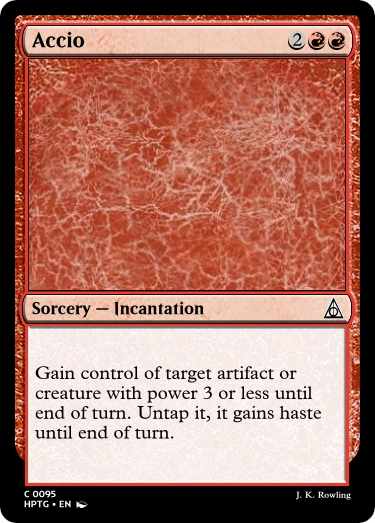 Accio 2
Sorcery — Incantation
Gain control of target artifact or
creature with power 3 or less until
end of turn. Untap it, it gains haste
until end of turn.
C 0095
HPTG • EN
J. K. Rowling